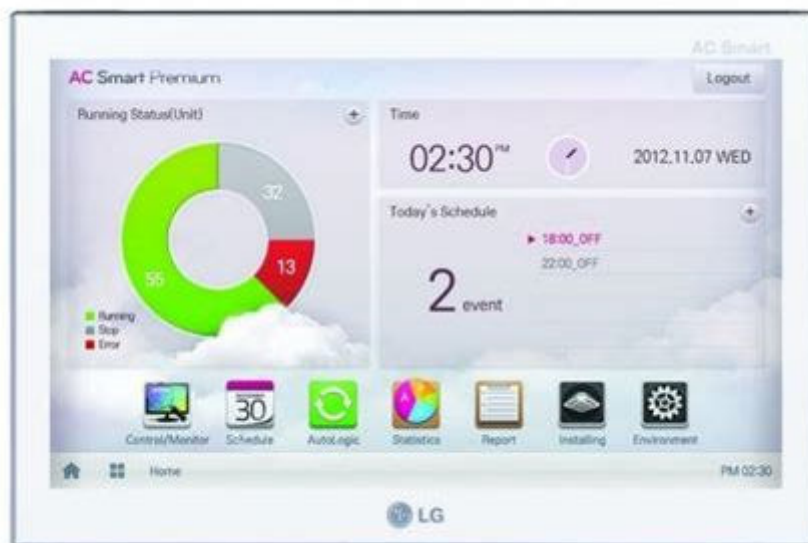 AC Smart
AC Smart Premium
Logout
Running Status(Unit)
32
13
55
Running
Stop
Error
Time
02:30 PM
2012.11.07 WED
Today's Schedule
18:00_OFF
22:00_OFF
2 event
Control/Monitor
30
Schedule
AutoLogic
A
Statistics
Report
Installing
Environment
Home
PM 02:30
LG